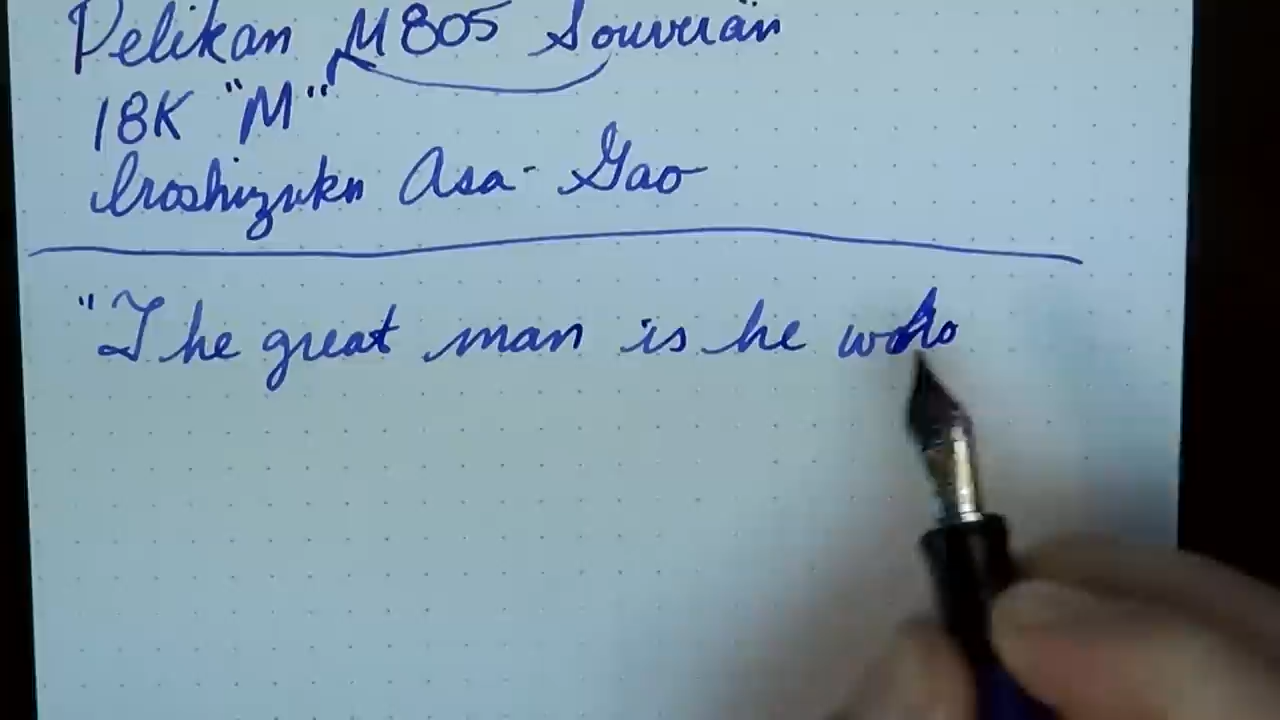 Pelikan M805 Souverän
18K "M"
Iroshizuku Asa-Gao
"The great man is he who